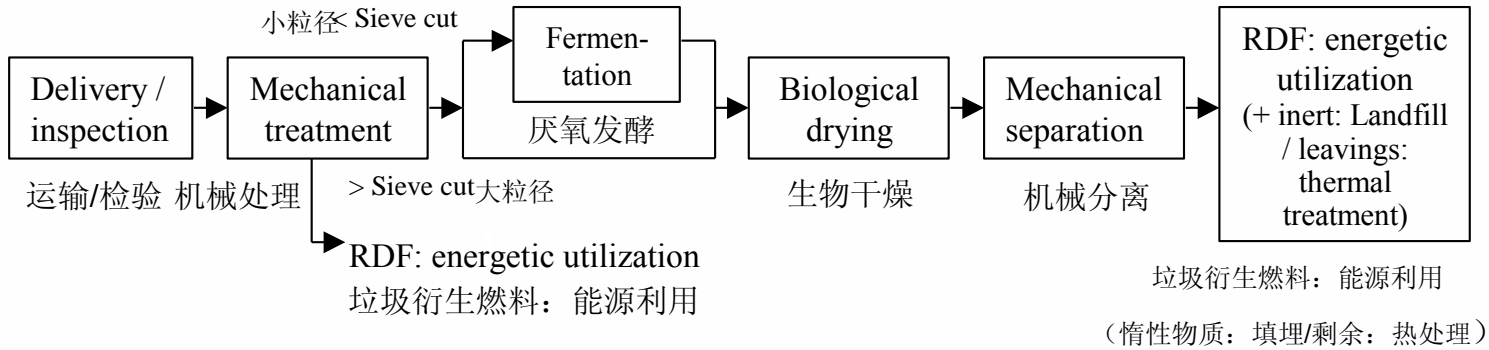 小粒径< Sieve cut
Fermen-
tation
厌氧发酵
Delivery /
inspection
运输/检验
Mechanical
treatment
机械处理
> Sieve cut大粒径
RDF: energetic utilization
垃圾衍生燃料：能源利用
Biological
drying
生物干燥
Mechanical
separation
机械分离
RDF: energetic
utilization
(+ inert: Landfill
/ leavings:
thermal
treatment)
垃圾衍生燃料：能源利用
（惰性物质：填埋/剩余：热处理）